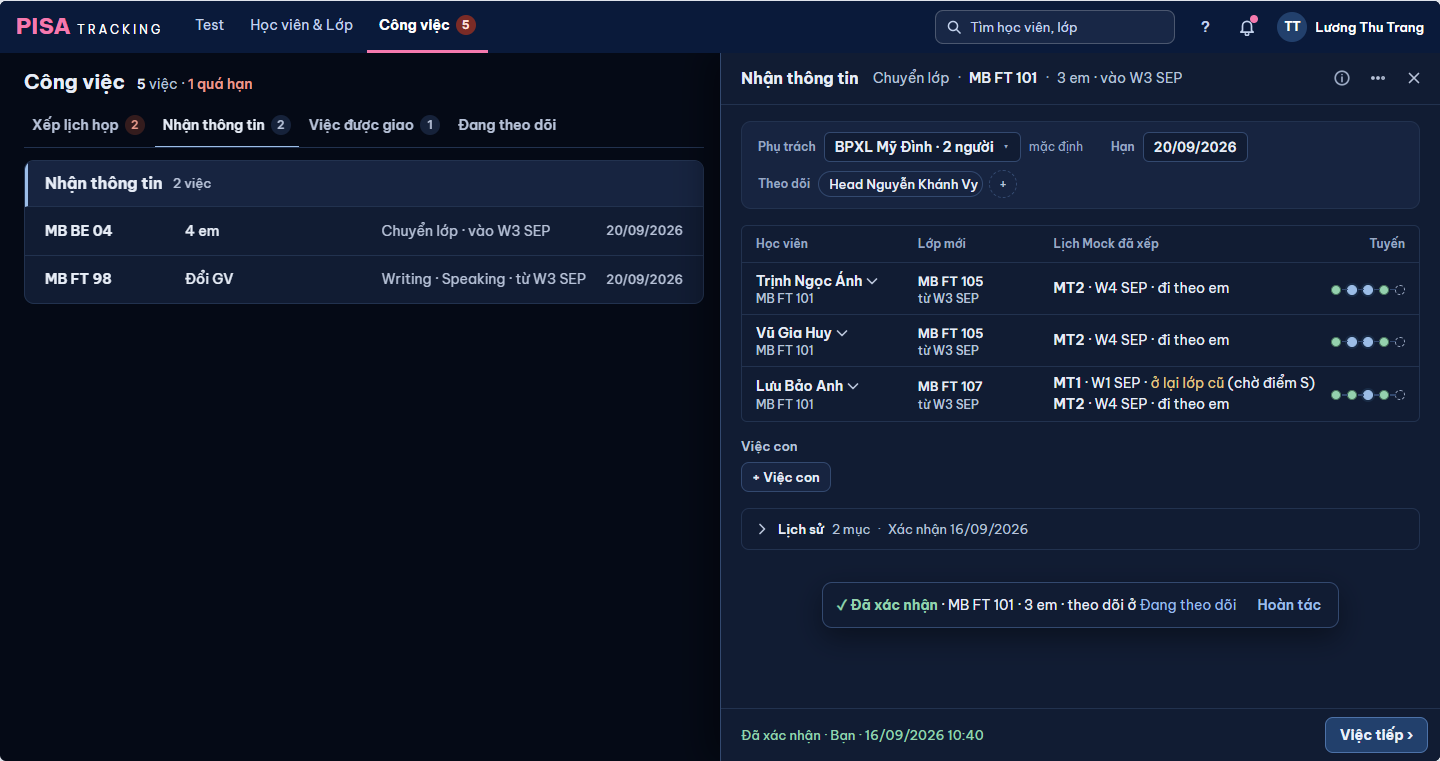 PISA TRACKING Test Học viên & Lớp Công việc 5 Tìm học viên, lớp ? TT Lương Thu Trang
Công việc 5 việc · 1 quá hạn
Xếp lịch họp 2 Nhận thông tin 2 Việc được giao 1 Đang theo dõi
Nhận thông tin 2 việc
MB BE 04 4 em Chuyển lớp · vào W3 SEP 20/09/2026
MB FT 98 Đổi GV Writing · Speaking · từ W3 SEP 20/09/2026
Nhận thông tin Chuyển lớp · MB FT 101 · 3 em · vào W3 SEP
Phụ trách BPXL Mỹ Đình · 2 người mặc định Hạn 20/09/2026
Theo dõi Head Nguyễn Khánh Vy +
Học viên Lớp mới Lịch Mock đã xếp Tuyến
Trịnh Ngọc Ánh MB FT 105 MT2 · W4 SEP · đi theo em
MB FT 101 từ W3 SEP
Vũ Gia Huy MB FT 105 MT2 · W4 SEP · đi theo em
MB FT 101 từ W3 SEP
Lưu Bảo Anh MB FT 107 MT1 · W1 SEP · ở lại lớp cũ (chờ điểm S)
MB FT 101 từ W3 SEP MT2 · W4 SEP · đi theo em
Việc con
+ Việc con
Lịch sử 2 mục · Xác nhận 16/09/2026
✓ Đã xác nhận · MB FT 101 · 3 em · theo dõi ở Đang theo dõi Hoàn tác
Đã xác nhận · Bạn · 16/09/2026 10:40 Việc tiếp ›